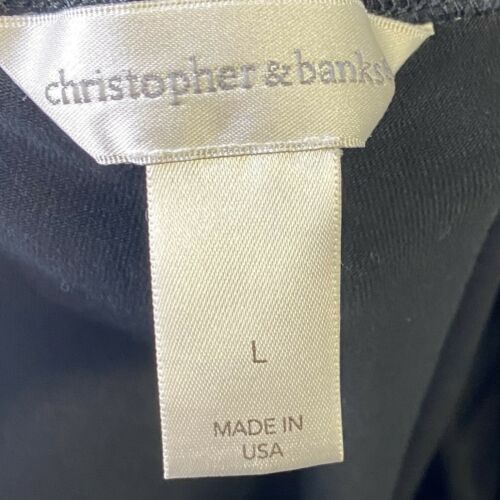 christopher & banks
L
MADE IN
USA